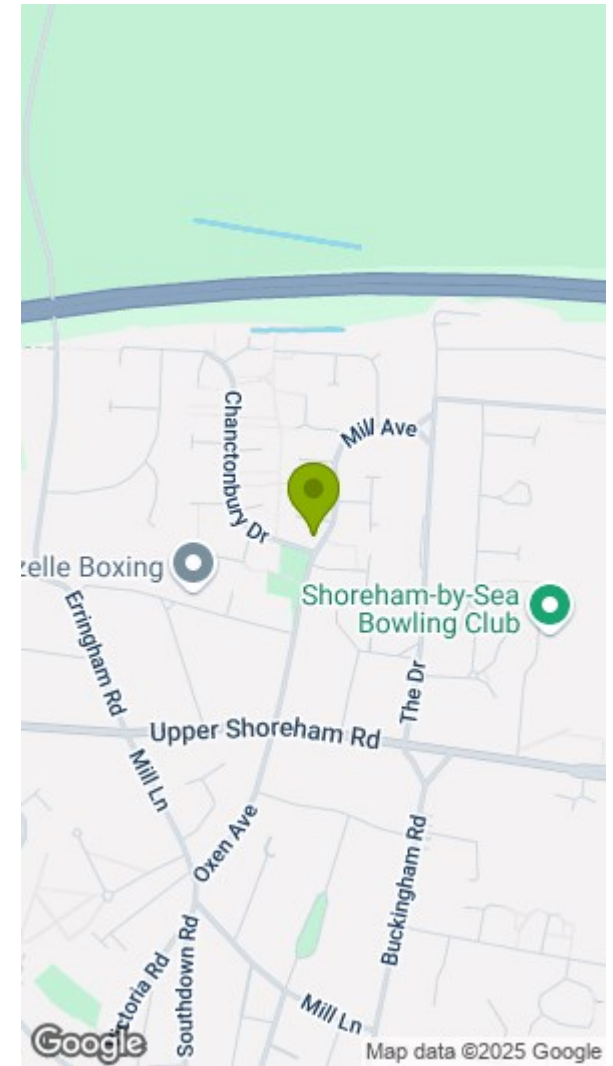 Mill Ave
Chanctonbury Dr
zelle Boxing
Shoreham-by-Sea
Bowling Club
Erringham Rd
The Dr
Upper Shoreham Rd
Mill Ln
Oxen Ave
Buckingham Rd
ictoria Rd
Southdown Rd
Mill Ln
Google
Map data ©2025 Google